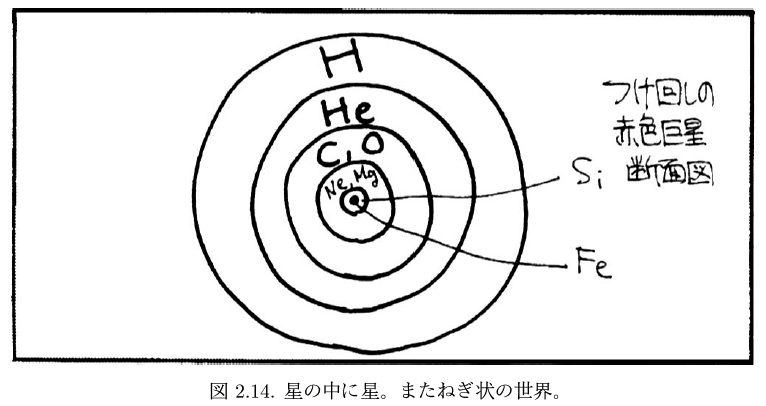 H
He
C, O
Ne, Mg
つけ回しの
赤色巨星
断面図
Si
Fe
図 2.14. 星の中に星。またねぎ状の世界。